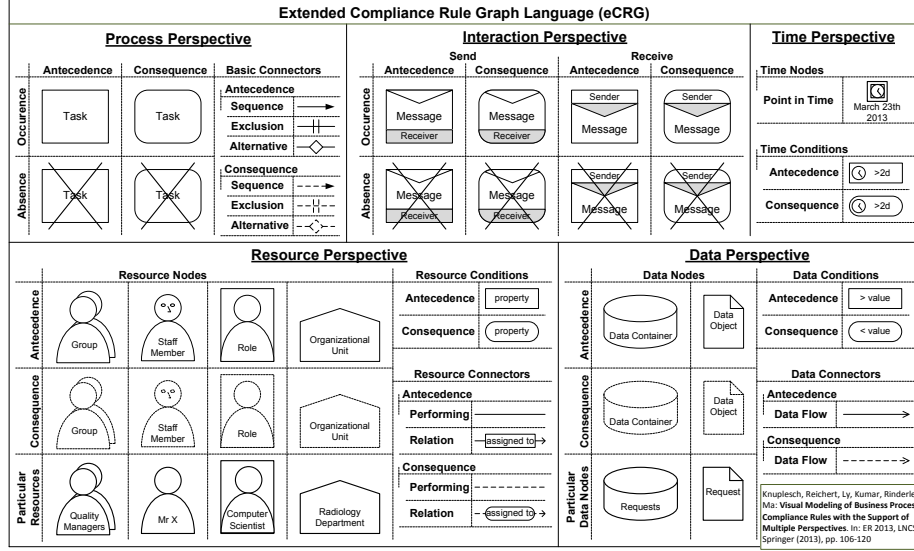 Extended Compliance Rule Graph Language (eCRG)
Process Perspective
Antecedence Consequence Basic Connectors
Occurence
Task
Task
Antecedence
Sequence
Exclusion
Alternative
Absence
Task
Task
Consequence
Sequence
Exclusion
Alternative
Interaction Perspective
Send Receive
Antecedence Consequence Antecedence Consequence
Occurence
Message
Receiver
Message
Receiver
Sender
Message
Sender
Message
Absence
Message
Receiver
Message
Receiver
Sender
Message
Sender
Message
Time Perspective
Time Nodes
Point in Time
March 23th
2013
Time Conditions
Antecedence >2d
Consequence >2d
Resource Perspective
Resource Nodes
Antecedence
Group
Staff
Member
Role
Organizational
Unit
Consequence
Group
Staff
Member
Role
Organizational
Unit
Particular
Resources
Quality
Managers
Mr X
Computer
Scientist
Radiology
Department
Resource Conditions
Antecedence property
Consequence property
Resource Connectors
Antecedence
Performing
Relation assigned to
Consequence
Performing
Relation assigned to
Data Perspective
Data Nodes
Antecedence
Data Container
Data
Object
Consequence
Data Container
Data
Object
Particular
Data Nodes
Requests
Request
Data Conditions
Antecedence > value
Consequence < value
Data Connectors
Antecedence
Data Flow
Consequence
Data Flow
Knuplesch, Reichert, Ly, Kumar, Rinderle
Ma: Visual Modeling of Business Proces
Compliance Rules with the Support of
Multiple Perspectives. In: ER 2013, LNCS
Springer (2013), pp. 106-120